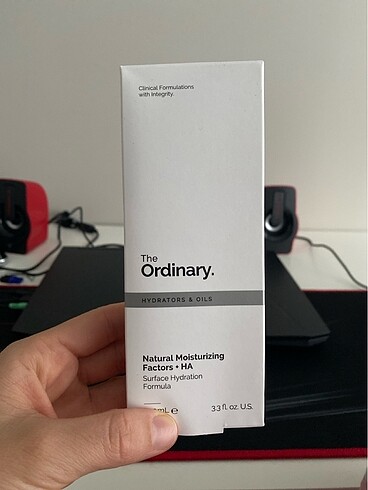 Clinical Formulations
with Integrity.
The
Ordinary.
HYDRATORS & OILS
Natural Moisturizing
Factors + HA
Surface Hydration
Formula
mL ℮
3.3 fl. oz. U.S.